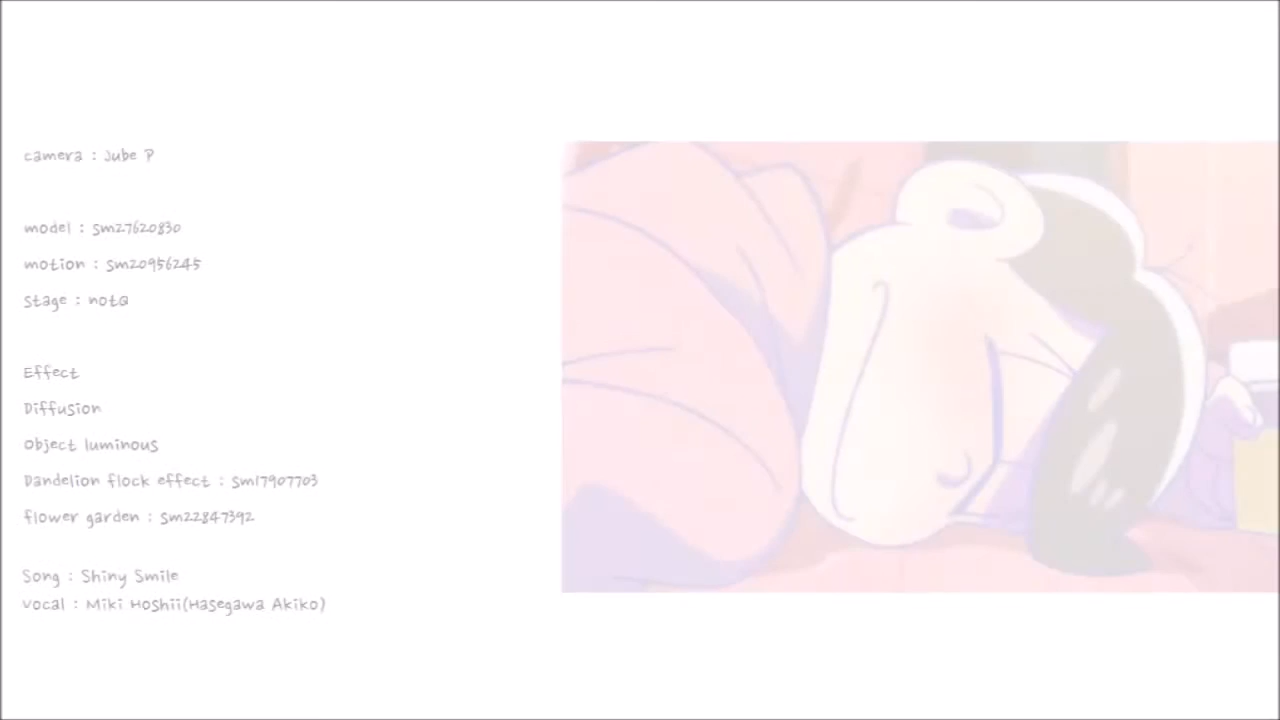 camera : Jube P
model : sm27620830
motion : sm20956245
stage : nota
Effect
Diffusion
Object luminous
Dandelion flock effect : sm17907703
flower garden : sm22847392
Song : Shiny Smile
vocal : Miki Hoshii(Hasegawa Akiko)